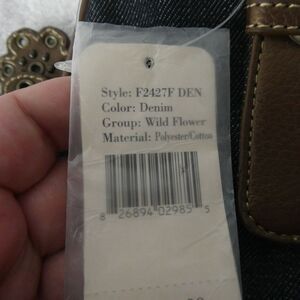 Style: F2427F DEN
Color: Denim
Group: Wild Flower
Material: Polyester/Cotton
8 26894 02985 5